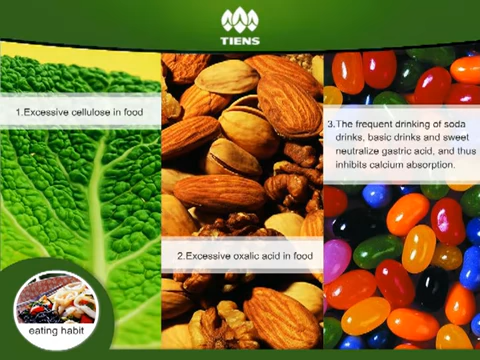 TIENS
1.Excessive cellulose in food
2.Excessive oxalic acid in food
3.The frequent drinking of soda
drinks, basic drinks and sweet
neutralize gastric acid, and thus
inhibits calcium absorption.
eating habit